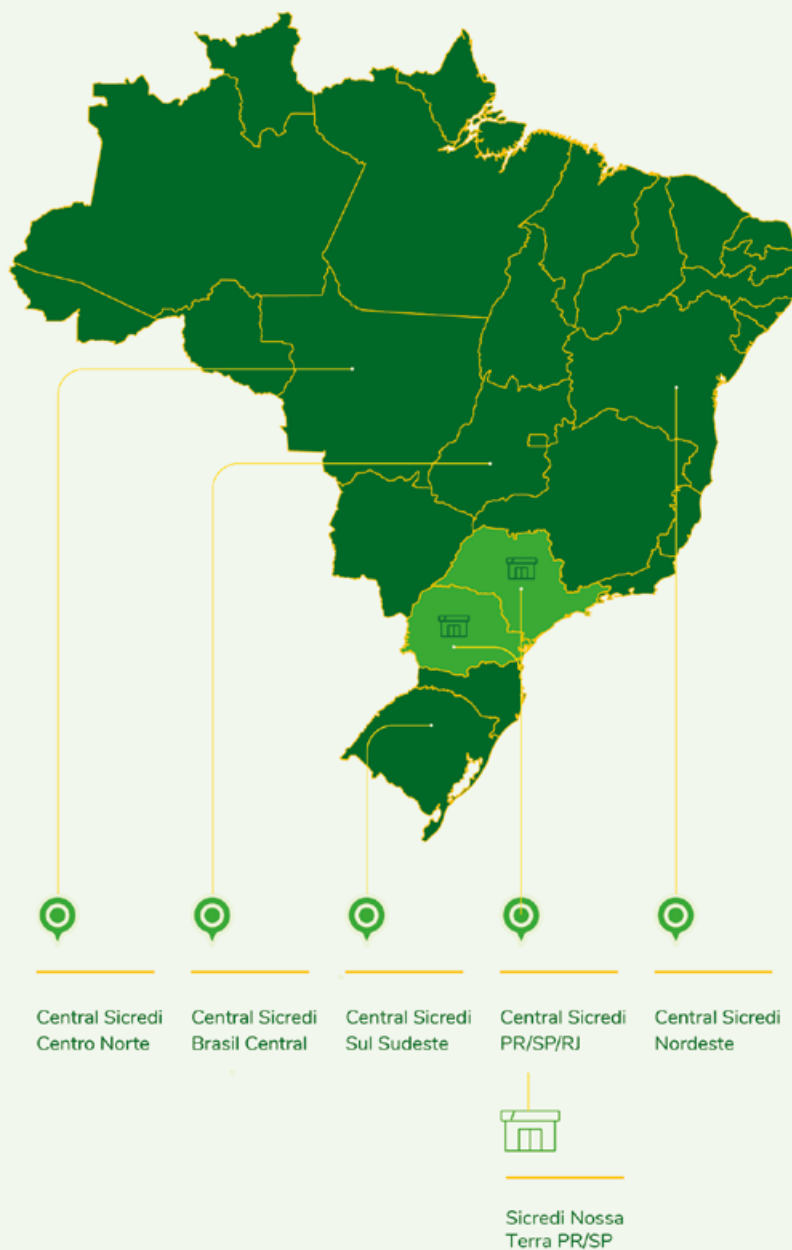 Central Sicredi
Centro Norte
Central Sicredi
Brasil Central
Central Sicredi
Sul Sudeste
Central Sicredi
PR/SP/RJ
Central Sicredi
Nordeste
Sicredi Nossa
Terra PR/SP